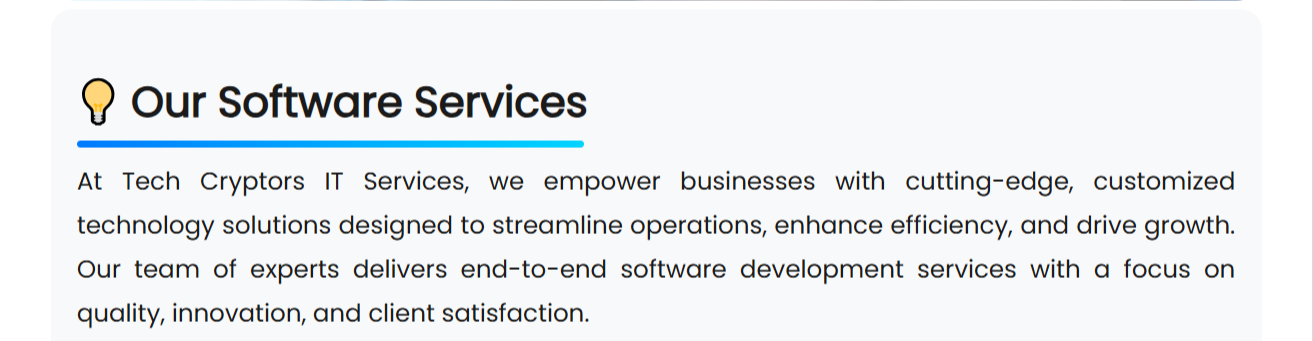 Our Software Services
At Tech Cryptors IT Services, we empower businesses with cutting-edge, customized
technology solutions designed to streamline operations, enhance efficiency, and drive growth.
Our team of experts delivers end-to-end software development services with a focus on
quality, innovation, and client satisfaction.